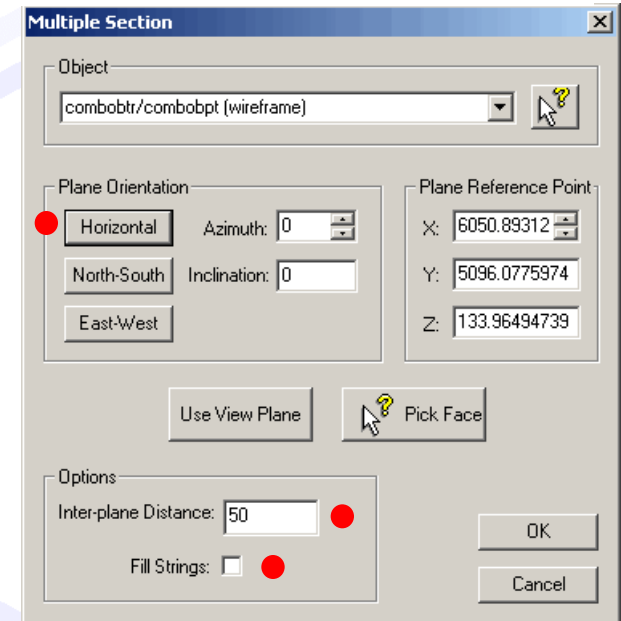 Multiple Section
Object
combobtr/combobpt (wireframe)
Plane Orientation
Horizontal
Azimuth: 0
North-South
Inclination: 0
East-West
Plane Reference Point
X: 6050.89312
Y: 5096.0775974
Z: 133.96494739
Use View Plane
Pick Face
Options
Inter-plane Distance: 50
Fill Strings:
OK
Cancel